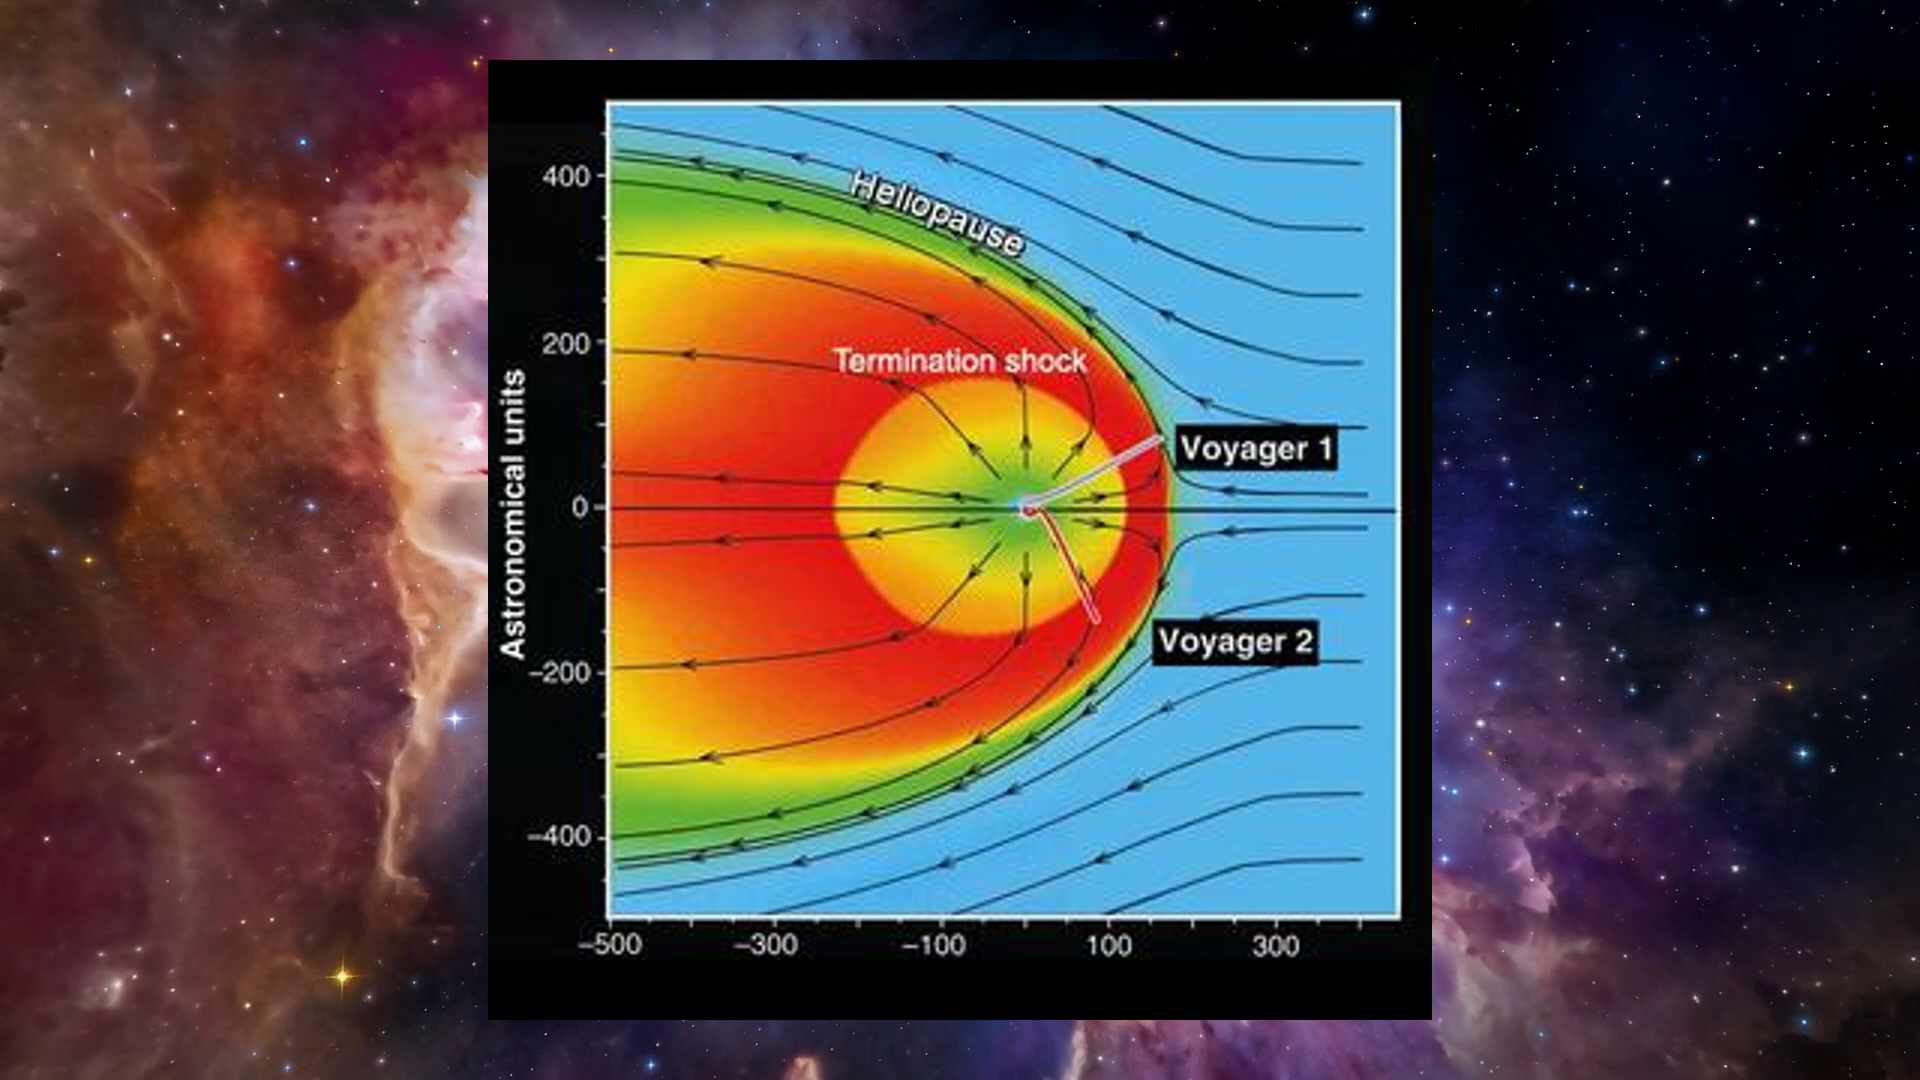 Heliopause
Termination shock
Voyager 1
Voyager 2
Astronomical units
400
200
0
−200
−400
−500
−300
−100
100
300